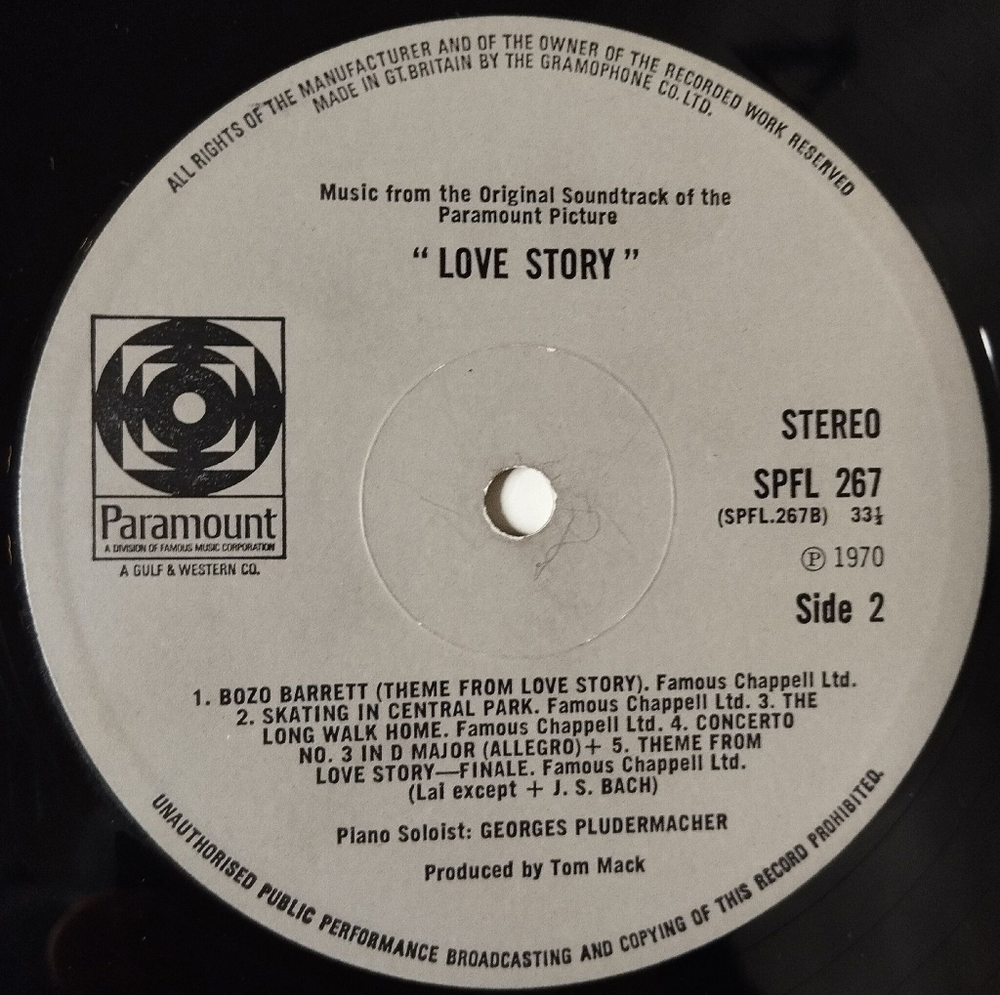 ALL RIGHTS OF THE MANUFACTURER AND OF THE OWNER OF THE RECORDED WORK RESERVED
MADE IN GT.BRITAIN BY THE GRAMOPHONE CO. LTD.
Music from the Original Soundtrack of the
Paramount Picture
“LOVE STORY”
Paramount
A DIVISION OF FAMOUS MUSIC CORPORATION
A GULF & WESTERN CO.
STEREO
SPFL 267
(SPFL.267B) 33⅓
Ⓟ 1970
Side 2
1. BOZO BARRETT (THEME FROM LOVE STORY). Famous Chappell Ltd.
2. SKATING IN CENTRAL PARK. Famous Chappell Ltd. 3. THE
LONG WALK HOME. Famous Chappell Ltd. 4. CONCERTO
NO. 3 IN D MAJOR (ALLEGRO)+ 5. THEME FROM
LOVE STORY—FINALE. Famous Chappell Ltd.
(Lai except + J. S. BACH)
Piano Soloist: GEORGES PLUDERMACHER
Produced by Tom Mack
UNAUTHORISED PUBLIC PERFORMANCE BROADCASTING AND COPYING OF THIS RECORD PROHIBITED.